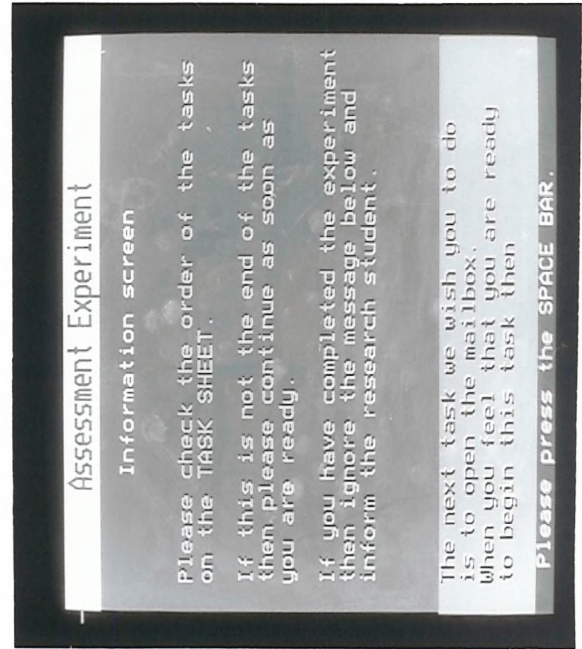 Assessment Experiment
Information screen
Please check the order of the tasks
on the TASK SHEET.
If this is not the end of the tasks
then please continue as soon as
you are ready.
If you have completed the experiment
then ignore the message below and
inform the research student.
The next task we wish you to do
is to open the mailbox.
When you feel that you are ready
to begin this task then
Please press the SPACE BAR.